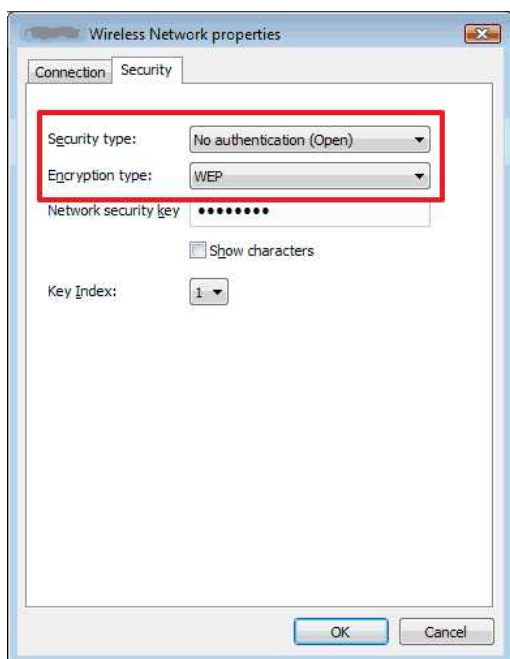 Wireless Network properties
Connection Security
Security type: No authentication (Open)
Encryption type: WEP
Network security key ••••••••
Show characters
Key Index: 1
OK Cancel